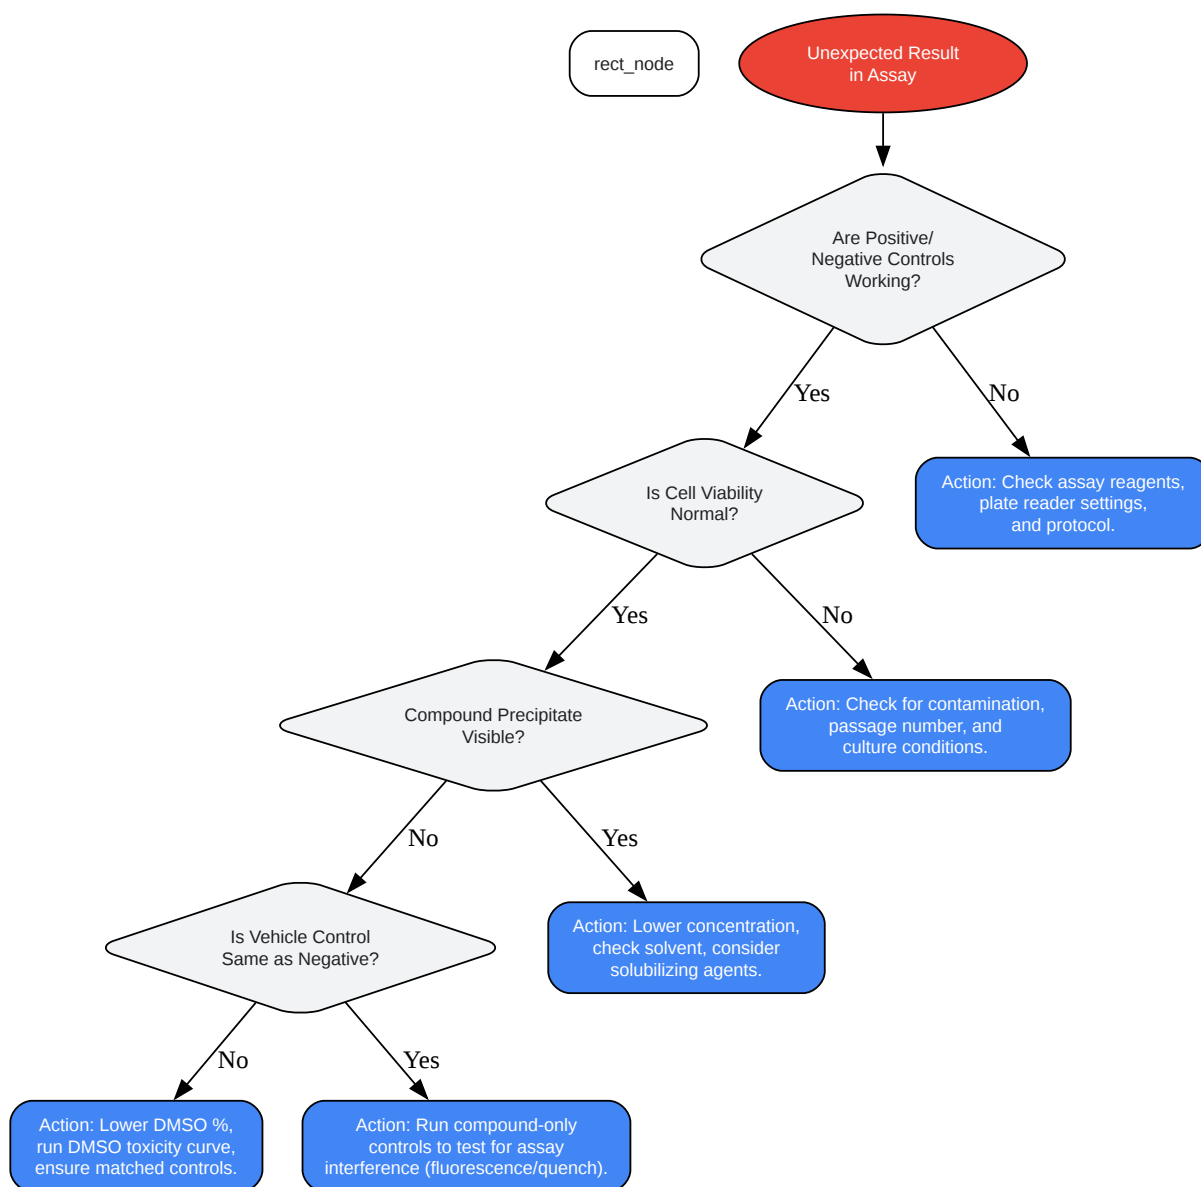 rect_node
Unexpected Result
in Assay
Are Positive/
Negative Controls
Working?
Yes
No
Is Cell Viability
Normal?
Action: Check assay reagents,
plate reader settings,
and protocol.
Yes
No
Compound Precipitate
Visible?
Action: Check for contamination,
passage number, and
culture conditions.
No
Yes
Is Vehicle Control
Same as Negative?
Action: Lower concentration,
check solvent, consider
solubilizing agents.
No
Yes
Action: Lower DMSO %,
run DMSO toxicity curve,
ensure matched controls.
Action: Run compound-only
controls to test for assay
interference (fluorescence/quench).